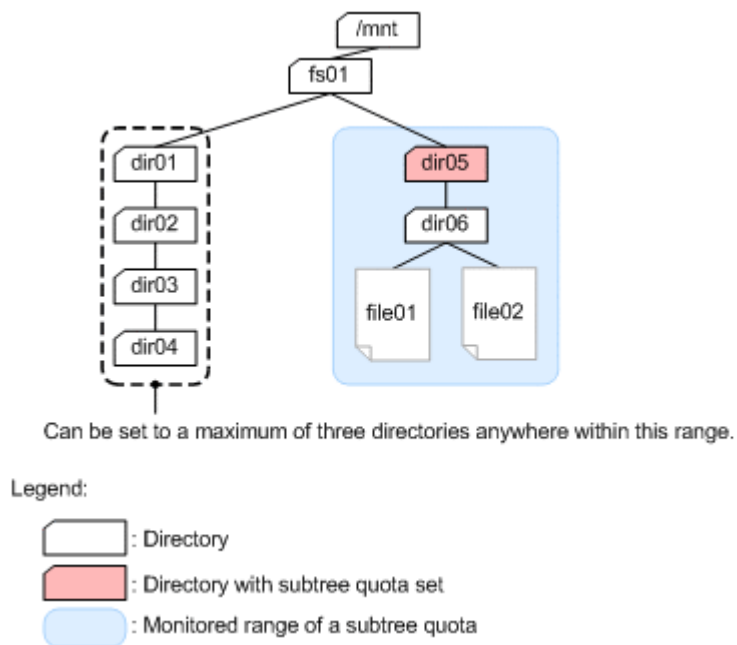 /mnt
fs01
dir01
dir05
dir02
dir06
dir03
file01
file02
dir04
Can be set to a maximum of three directories anywhere within this range.
Legend:
: Directory
: Directory with subtree quota set
: Monitored range of a subtree quota